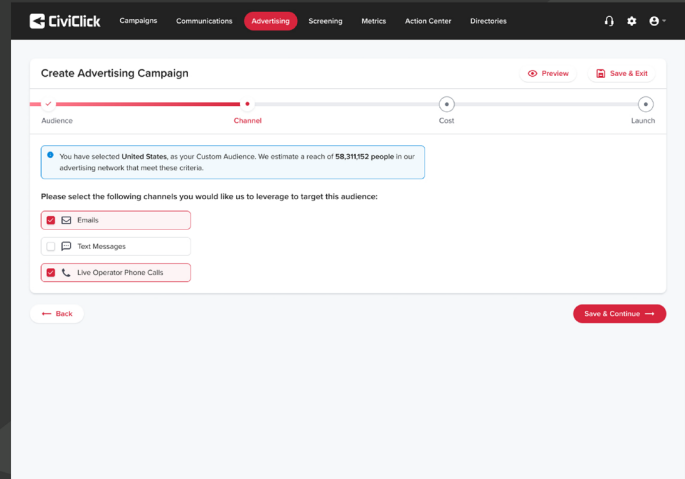 CiviClick
Campaigns
Communications
Advertising
Screening
Metrics
Action Center
Directories
Create Advertising Campaign
Preview
Save & Exit
Audience
Channel
Cost
Launch
You have selected United States, as your Custom Audience. We estimate a reach of 58,311,152 people in our
advertising network that meet these criteria.
Please select the following channels you would like us to leverage to target this audience:
Emails
Text Messages
Live Operator Phone Calls
← Back
Save & Continue →